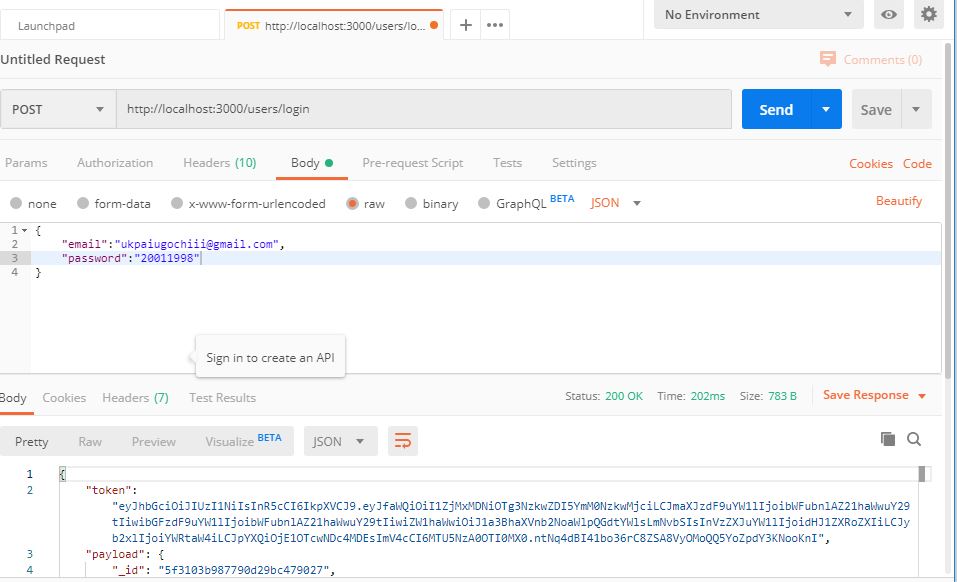 Launchpad
POST http://localhost:3000/users/lo...
No Environment
Untitled Request
Comments (0)
POST
http://localhost:3000/users/login
Send
Save
Params Authorization Headers (10) Body Pre-request Script Tests Settings Cookies Code
none form-data x-www-form-urlencoded raw binary GraphQL BETA JSON Beautify
1 {
2 "email":"ukpaiugochiii@gmail.com",
3 "password":"20011998"
4 }
Sign in to create an API
Body Cookies Headers (7) Test Results Status: 200 OK Time: 202ms Size: 783 B Save Response
Pretty Raw Preview Visualize BETA JSON
1 {
2 "token":
3 "payload": {
4 "_id": "5f3103b987790d29bc479027",